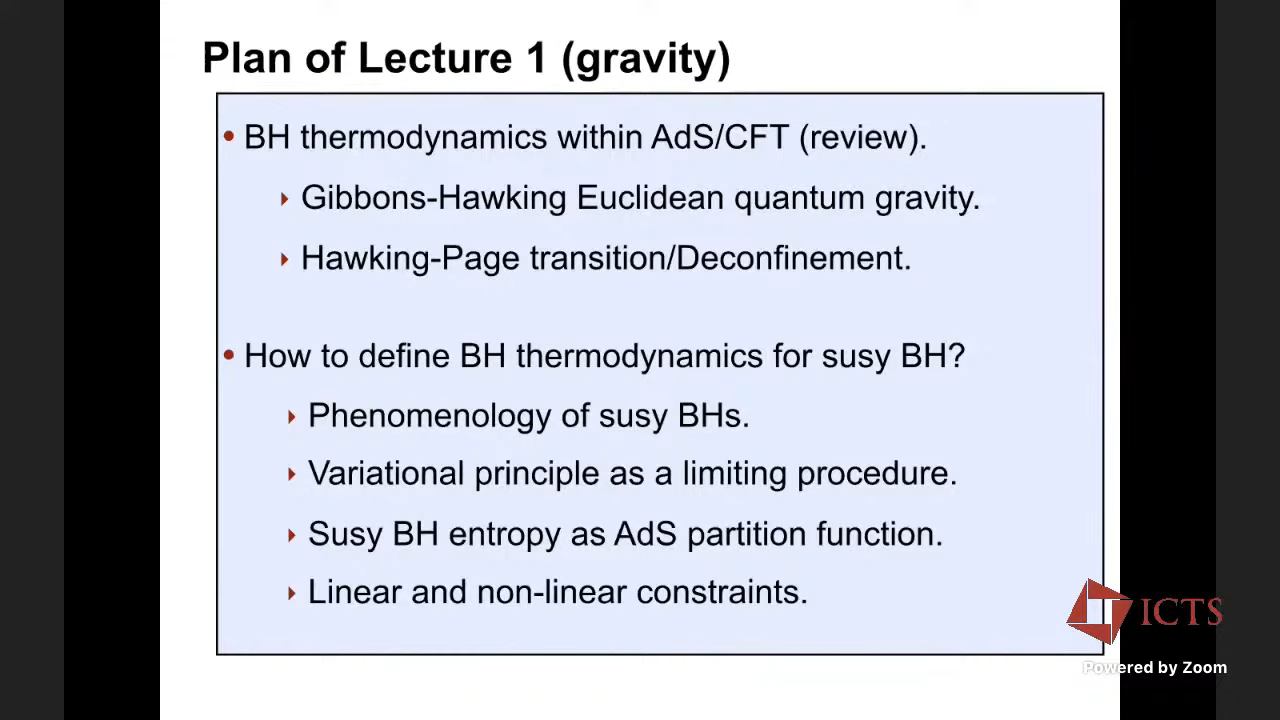 Plan of Lecture 1 (gravity)
• BH thermodynamics within AdS/CFT (review).
‣ Gibbons-Hawking Euclidean quantum gravity.
‣ Hawking-Page transition/Deconfinement.
• How to define BH thermodynamics for susy BH?
‣ Phenomenology of susy BHs.
‣ Variational principle as a limiting procedure.
‣ Susy BH entropy as AdS partition function.
‣ Linear and non-linear constraints.
ICTS
Powered by Zoom